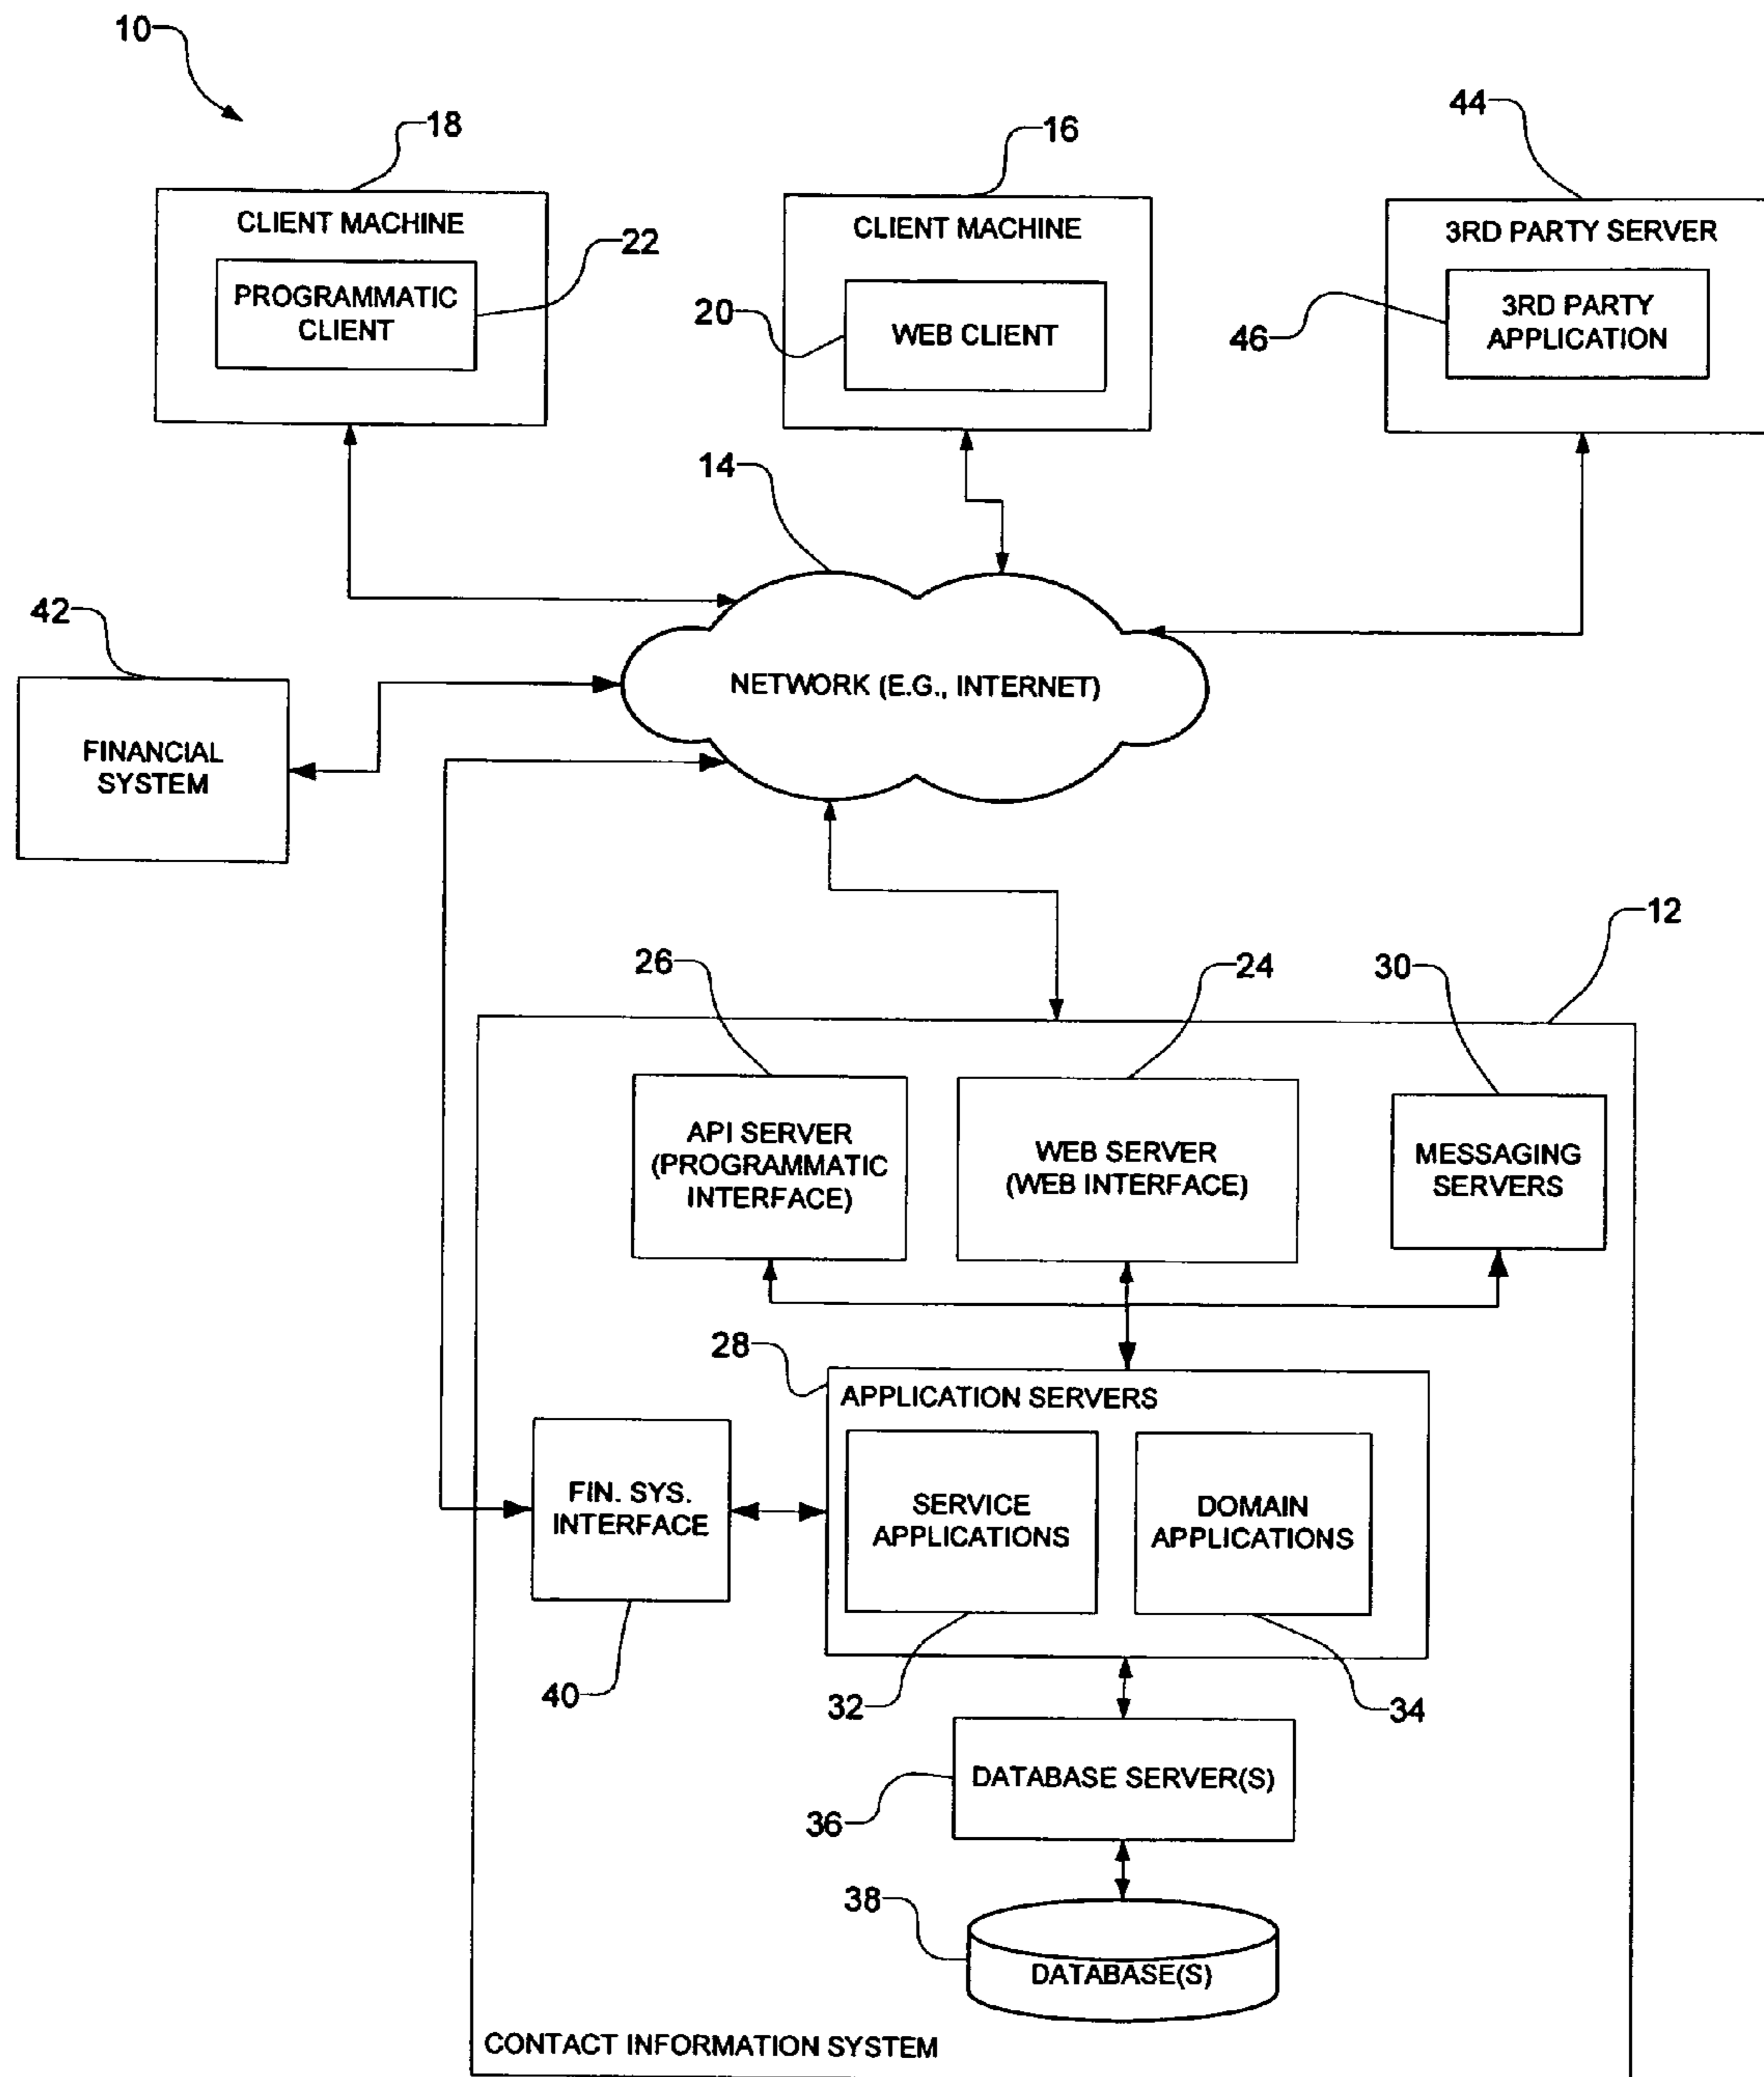 10
18
16
44
CLIENT MACHINE
22
PROGRAMMATIC
CLIENT
CLIENT MACHINE
20
WEB CLIENT
3RD PARTY SERVER
46
3RD PARTY
APPLICATION
14
42
NETWORK (E.G., INTERNET)
FINANCIAL
SYSTEM
12
26
24
30
API SERVER
(PROGRAMMATIC
INTERFACE)
WEB SERVER
(WEB INTERFACE)
MESSAGING
SERVERS
28
APPLICATION SERVERS
FIN. SYS.
INTERFACE
SERVICE
APPLICATIONS
DOMAIN
APPLICATIONS
40
32
34
DATABASE SERVER(S)
36
38
DATABASE(S)
CONTACT INFORMATION SYSTEM